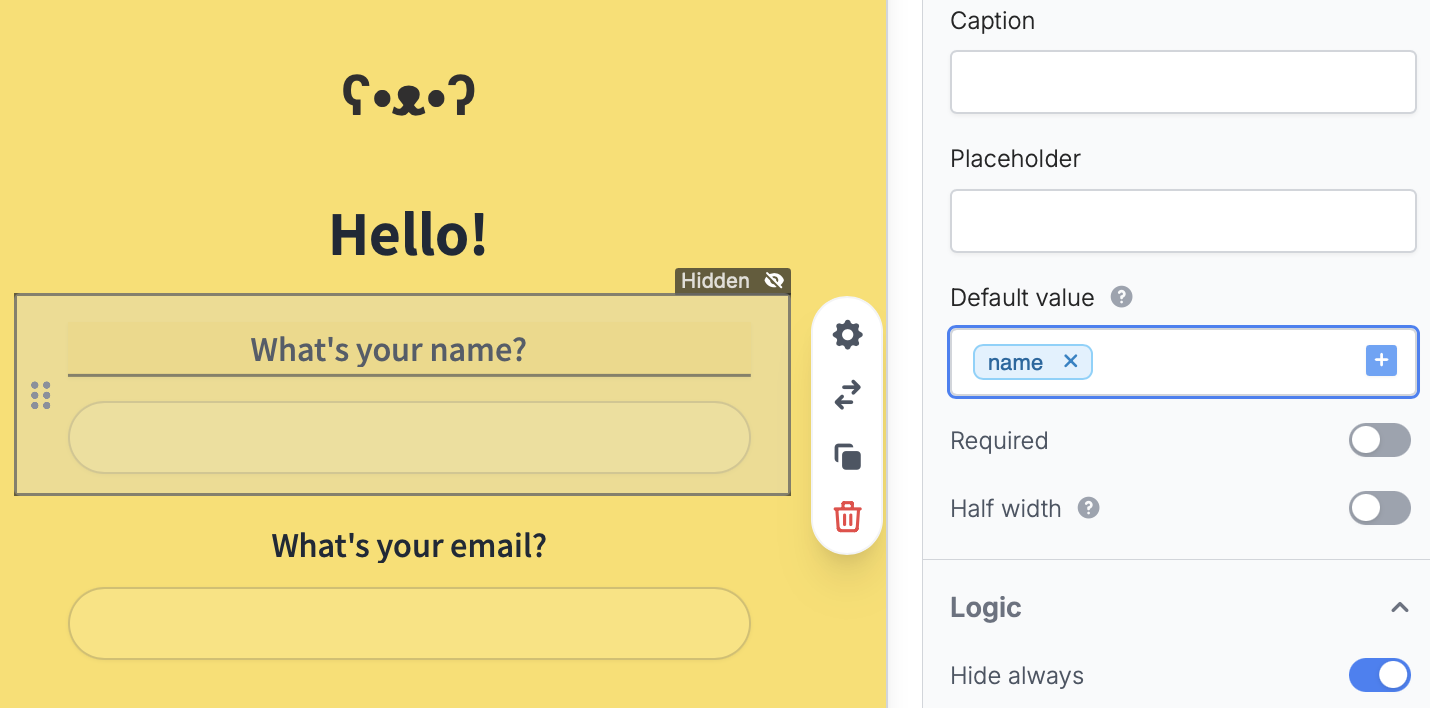 ʕ•ᴥ•ʔ
Hello!
Hidden
What's your name?
What's your email?
Caption
Placeholder
Default value ?
name ×
+
Required
Half width ?
Logic
Hide always